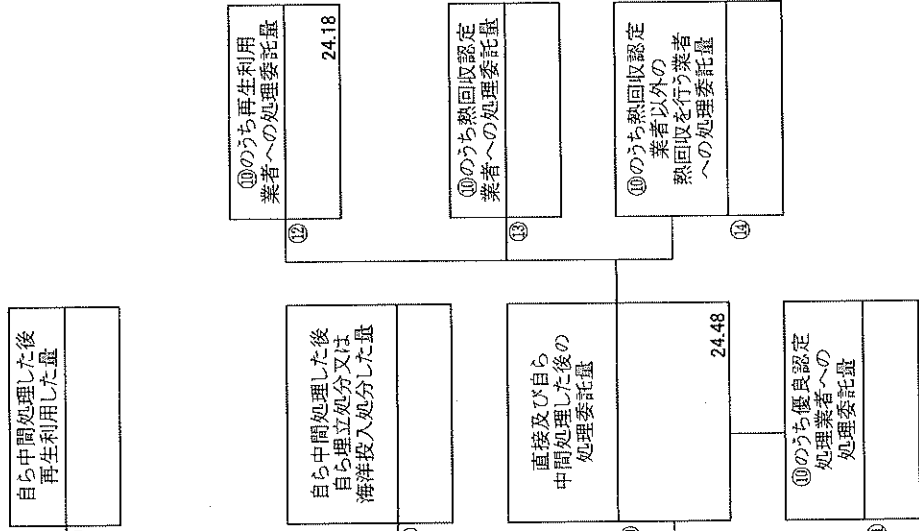 自ら中間処理した後
再生利用した量
自ら中間処理した後
自ら埋立処分又は
海洋投入処分した量
直接及び自ら
中間処理した後の
処理委託量
24.48
⑩のうち優良認定
処理業者への
処理委託量
⑩のうち再生利用
業者への処理委託量
⑫
24.18
⑩のうち熱回収認定
業者への処理委託量
⑬
⑩のうち熱回収認定
業者以外の
熱回収を行う業者
への処理委託量
⑭